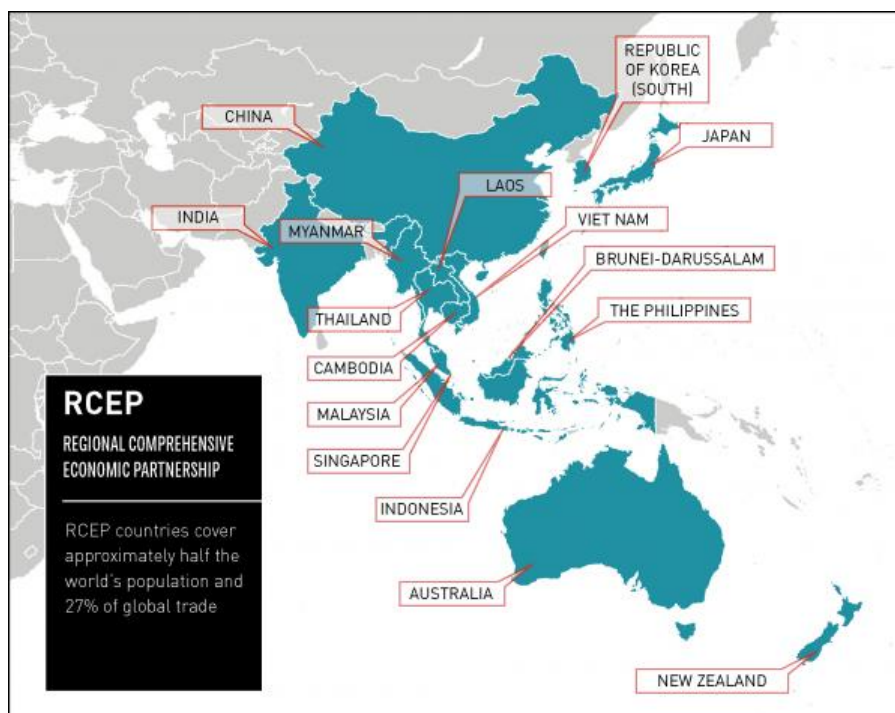 REPUBLIC
OF KOREA
(SOUTH)
CHINA
JAPAN
LAOS
INDIA
VIET NAM
MYANMAR
BRUNEI-DARUSSALAM
THAILAND
THE PHILIPPINES
CAMBODIA
MALAYSIA
SINGAPORE
INDONESIA
AUSTRALIA
NEW ZEALAND
RCEP
REGIONAL COMPREHENSIVE
ECONOMIC PARTNERSHIP
RCEP countries cover
approximately half the
world's population and
27% of global trade